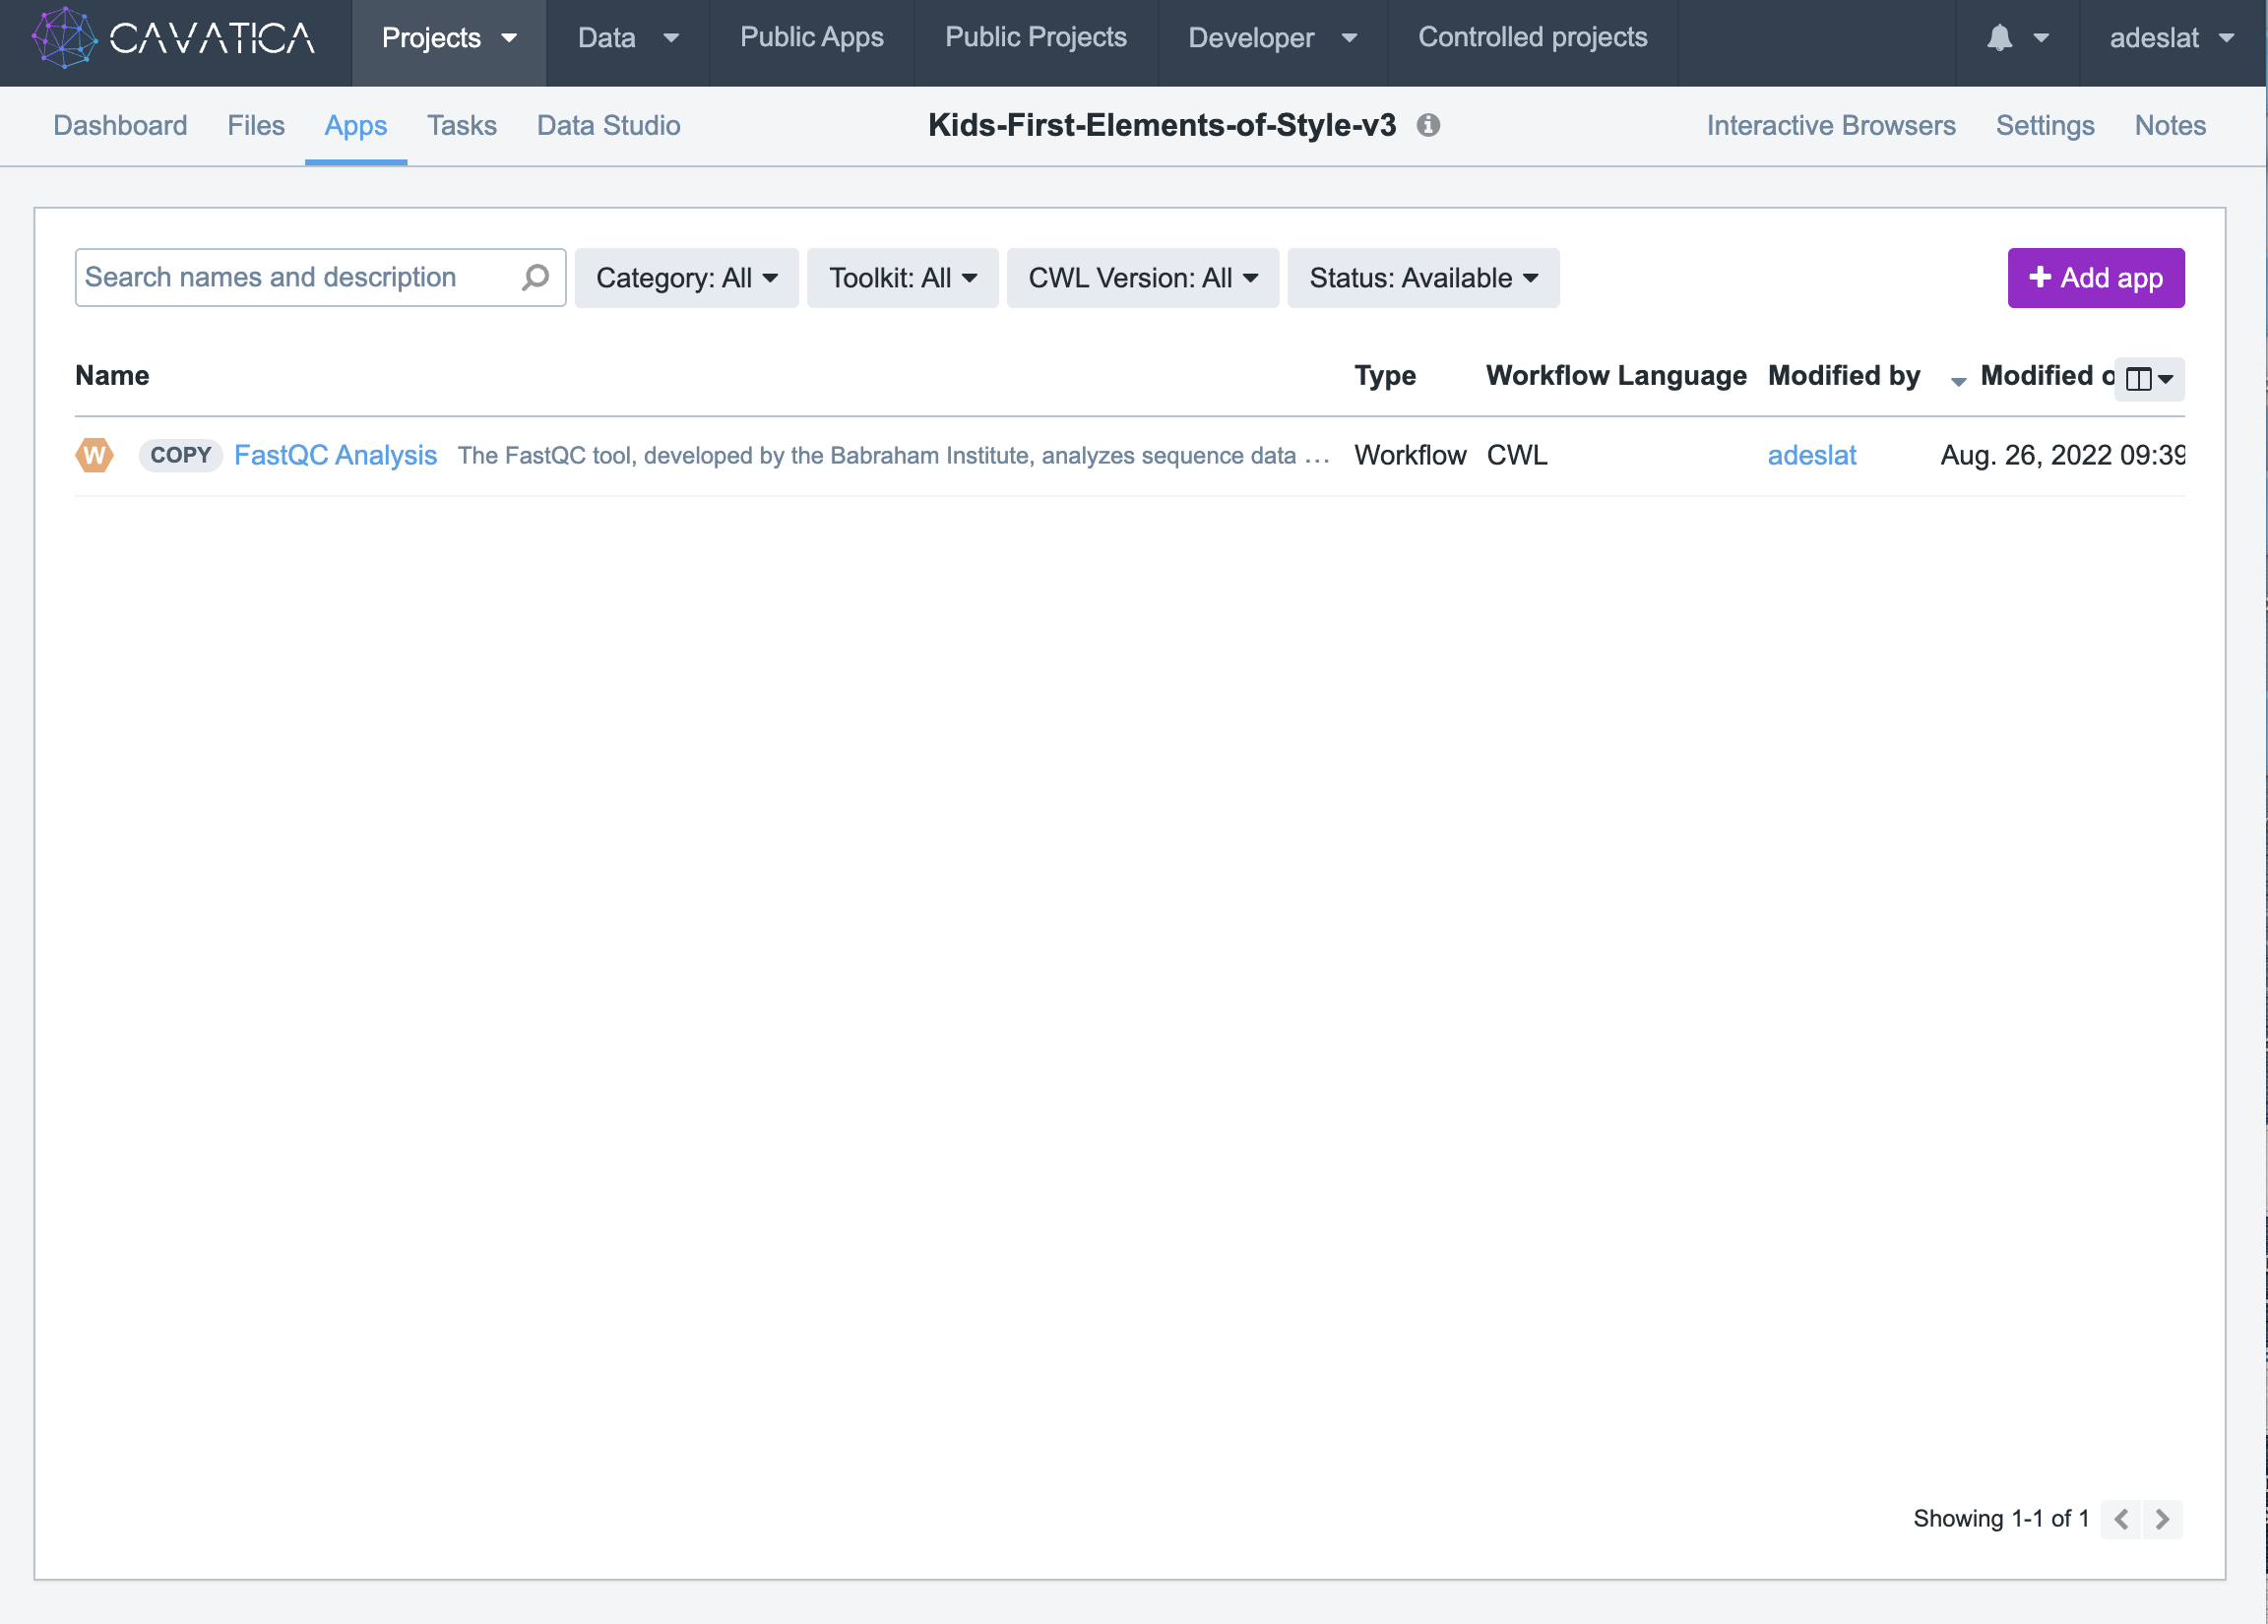 CAVATICA Projects Data Public Apps Public Projects Developer Controlled projects adeslat
Dashboard Files Apps Tasks Data Studio Kids-First-Elements-of-Style-v3 Interactive Browsers Settings Notes
Search names and description Category: All Toolkit: All CWL Version: All Status: Available + Add app
Name Type Workflow Language Modified by Modified o
W COPY FastQC Analysis The FastQC tool, developed by the Babraham Institute, analyzes sequence data ... Workflow CWL adeslat Aug. 26, 2022 09:39
Showing 1-1 of 1